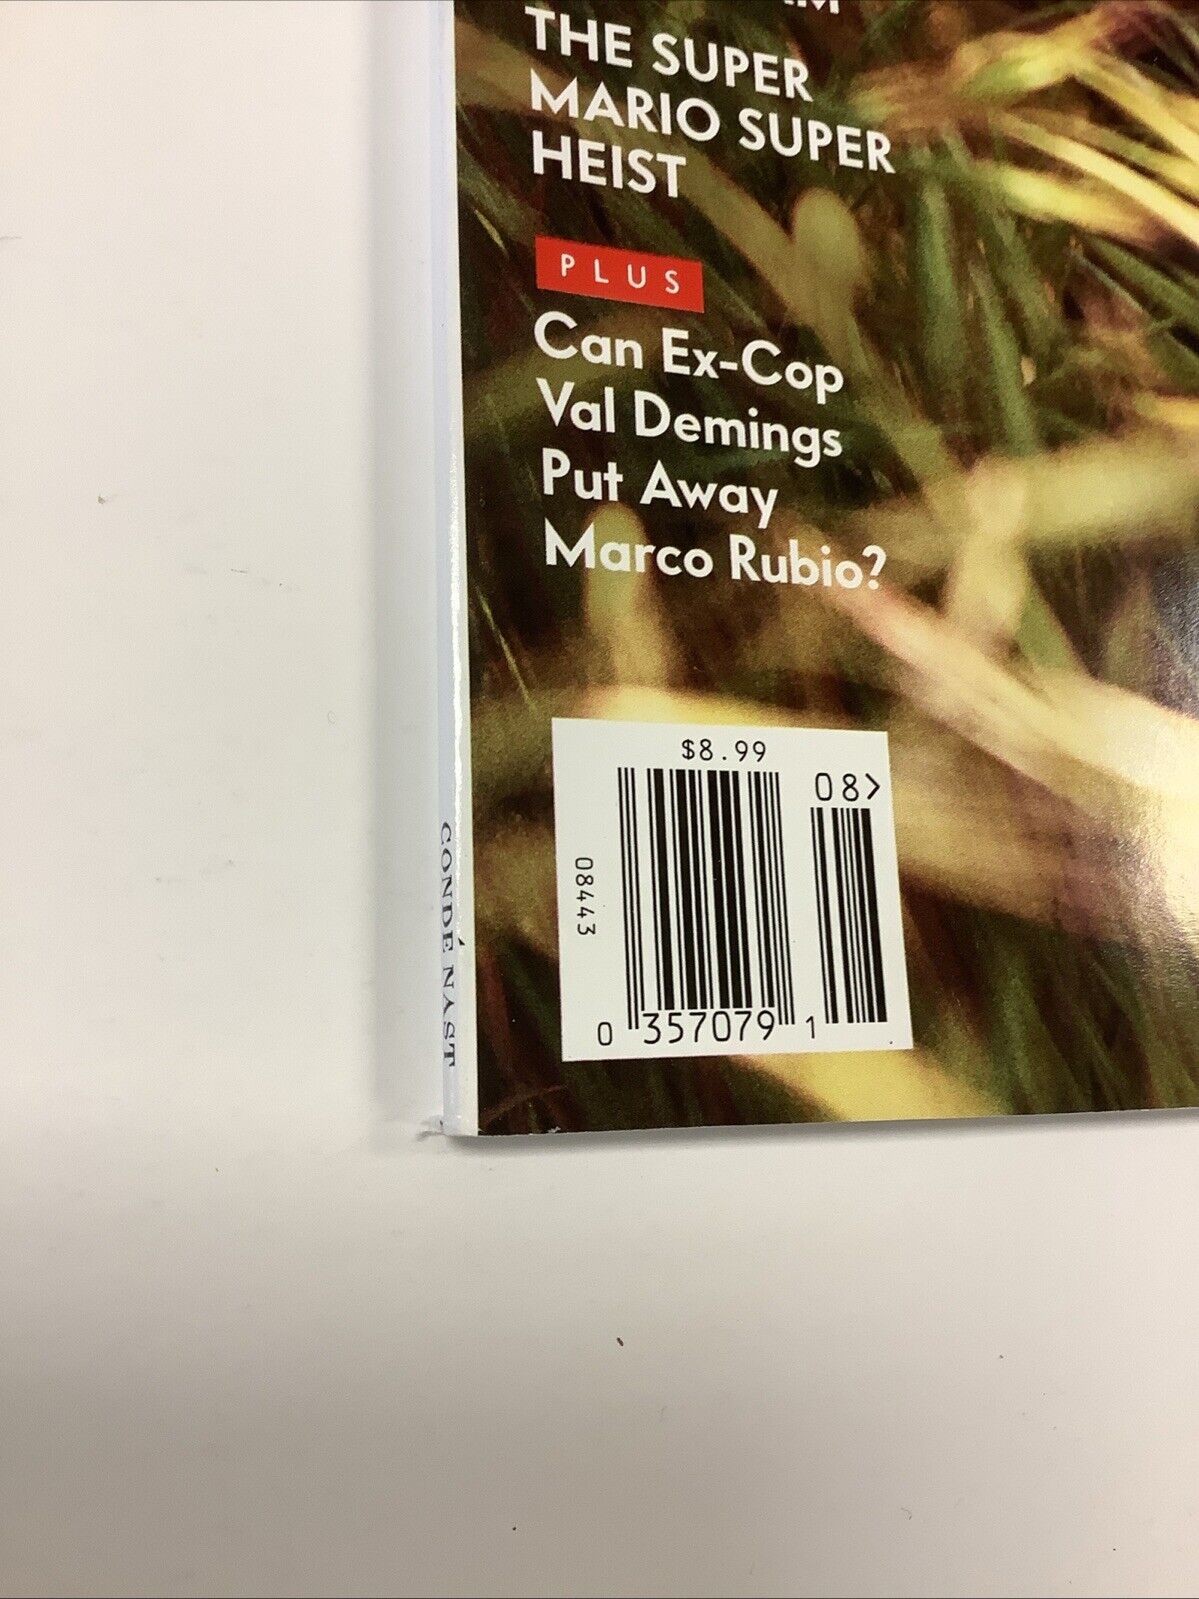 THE SUPER
MARIO SUPER
HEIST
PLUS
Can Ex-Cop
Val Demings
Put Away
Marco Rubio?
$8.99
08>
08443
0 357079 1
CONDÉ NAST